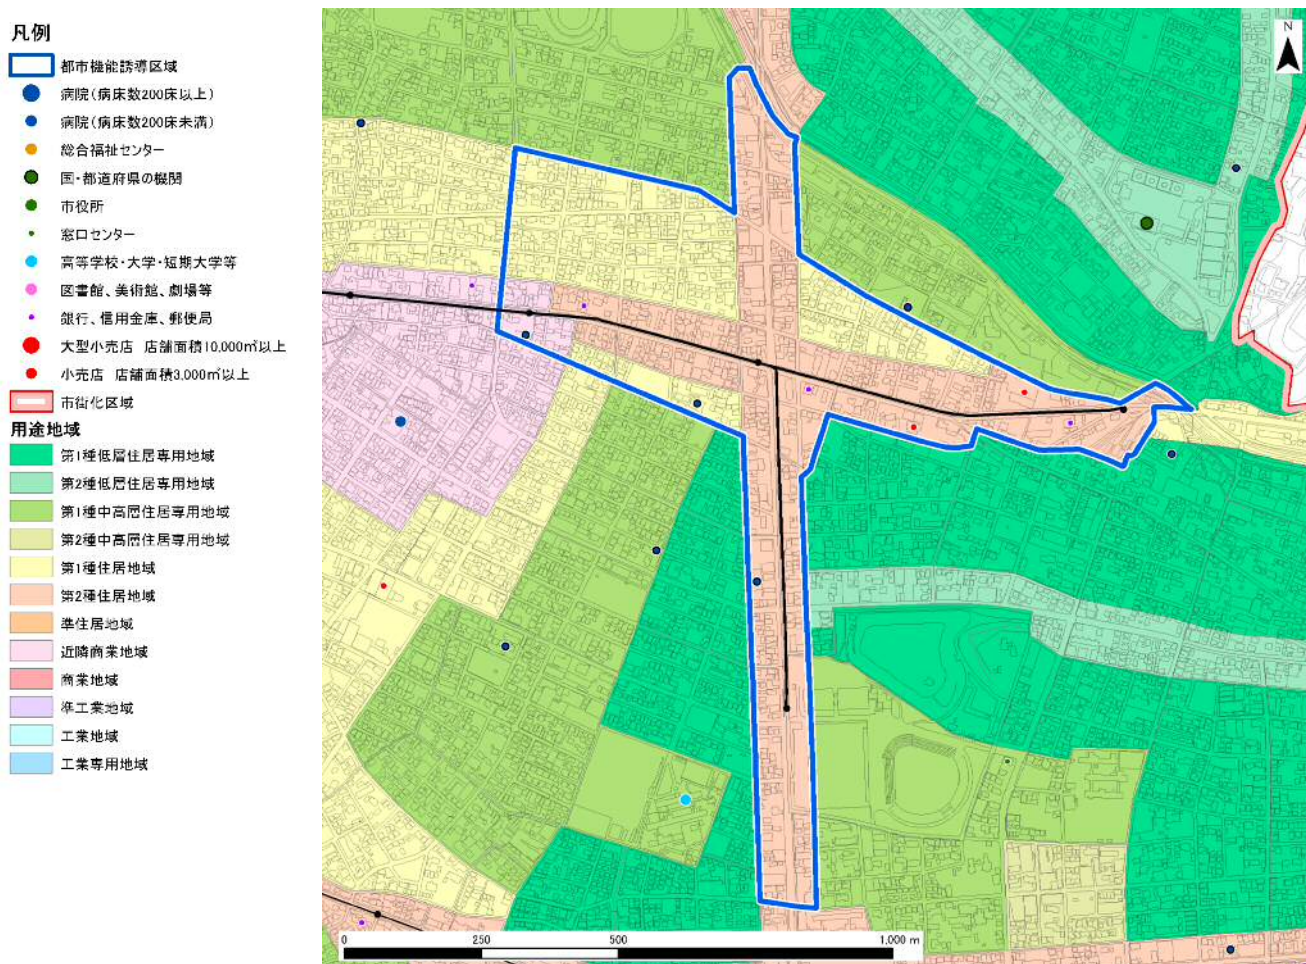 凡例
都市機能誘導区域
病院(病床数200床以上)
病院(病床数200床未満)
総合福祉センター
国・都道府県の機関
市役所
窓口センター
高等学校・大学・短期大学等
図書館、美術館、劇場等
銀行、信用金庫、郵便局
大型小売店 店舗面積10,000㎡以上
小売店 店舗面積3,000㎡以上
市街化区域
用途地域
第1種低層住居専用地域
第2種低層住居専用地域
第1種中高層住居専用地域
第2種中高層住居専用地域
第1種住居地域
第2種住居地域
準住居地域
近隣商業地域
商業地域
準工業地域
工業地域
工業専用地域
N
0 250 500 1,000 m